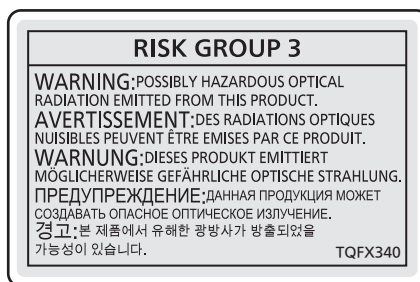 RISK GROUP 3
WARNING:POSSIBLY HAZARDOUS OPTICAL
RADIATION EMITTED FROM THIS PRODUCT.
AVERTISSEMENT:DES RADIATIONS OPTIQUES
NUISIBLES PEUVENT ÊTRE EMISES PAR CE PRODUIT.
WARNUNG:DIESES PRODUKT EMITTIERT
MÖGLICHERWEISE GEFÄHRLICHE OPTISCHE STRAHLUNG.
ПРЕДУПРЕЖДЕНИЕ:ДАННАЯ ПРОДУКЦИЯ МОЖЕТ
СОЗДАВАТЬ ОПАСНОЕ ОПТИЧЕСКОЕ ИЗЛУЧЕНИЕ.
경고:본 제품에서 유해한 광방사가 방출되었을
가능성이 있습니다.
TQFX340